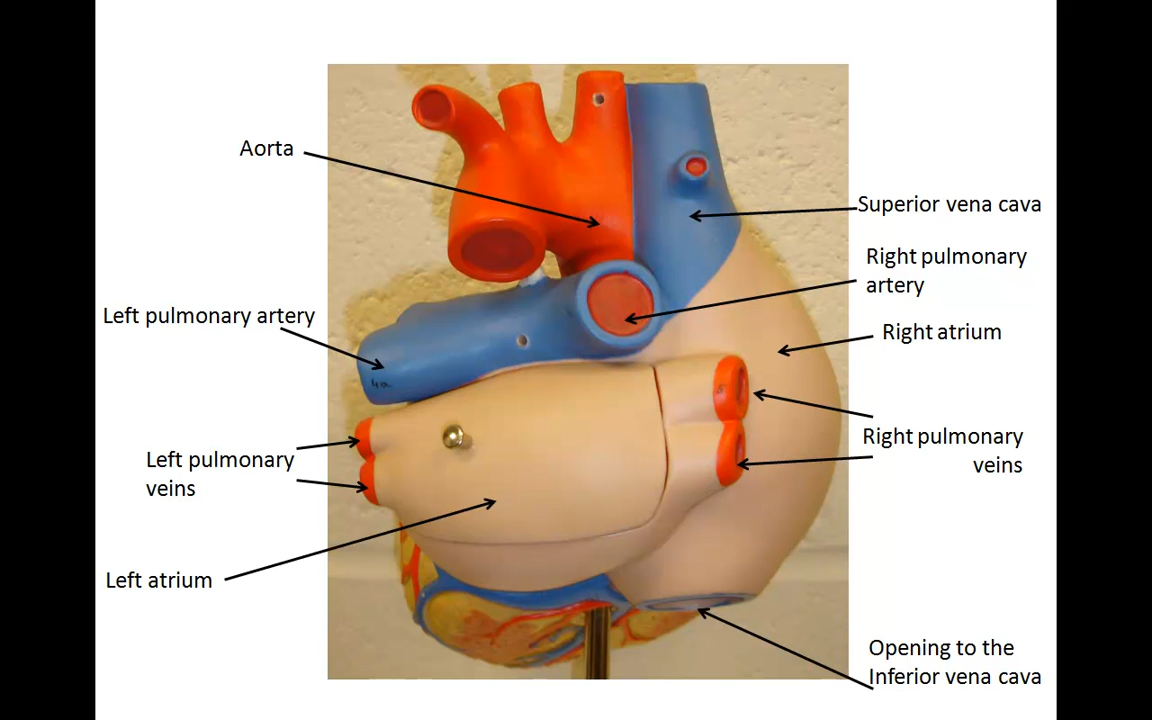 Aorta
Superior vena cava
Right pulmonary
artery
Left pulmonary artery
Right atrium
Right pulmonary
veins
Left pulmonary
veins
Left atrium
Opening to the
Inferior vena cava